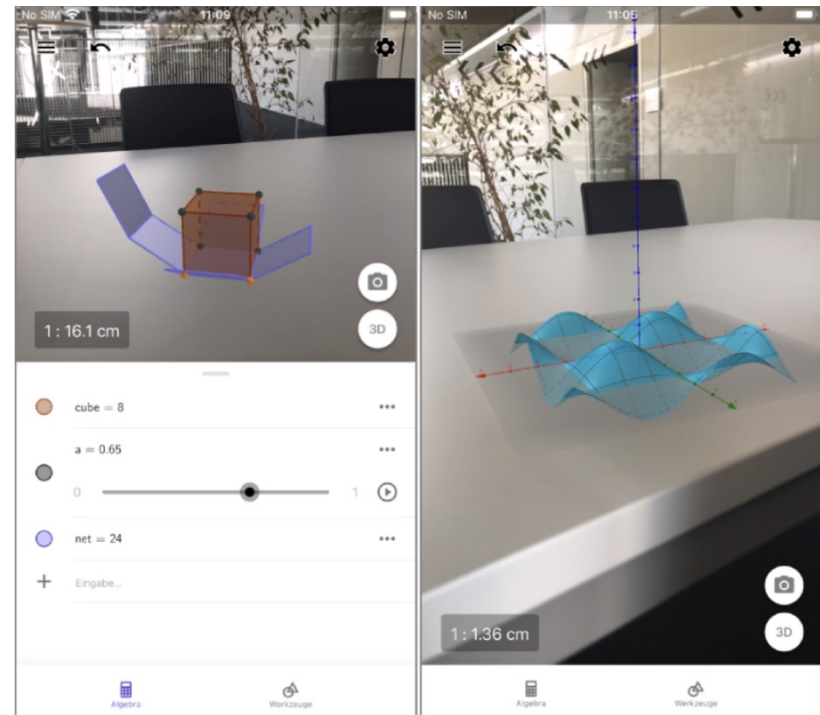 No SIM
11:09
1 : 16.1 cm
3D
cube = 8
a = 0.65
0
1
net = 24
Eingabe...
Algebra
Werkzeuge
No SIM
11:05
1 : 1.36 cm
3D
Algebra
Werkzeuge